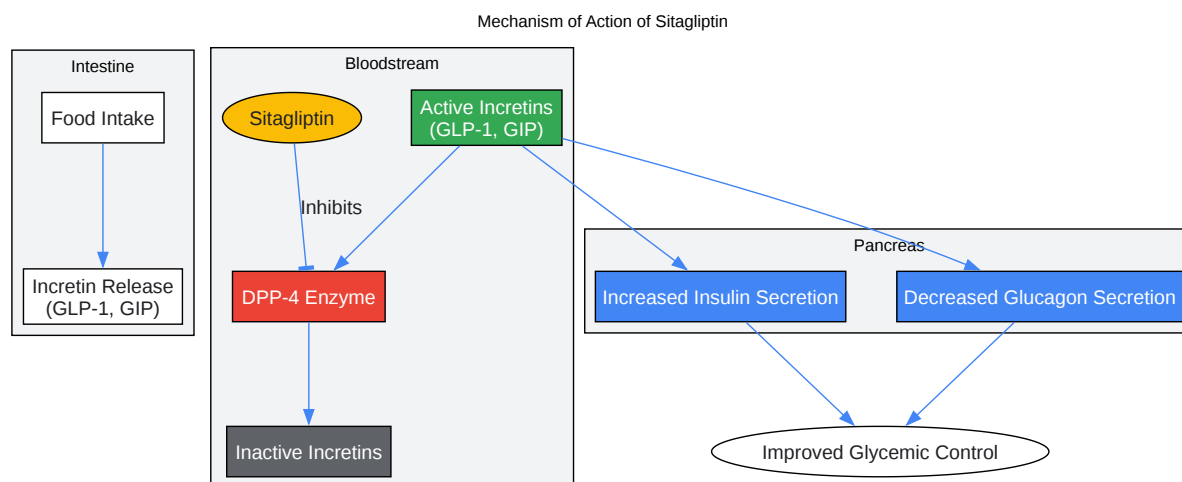 Mechanism of Action of Sitagliptin
Intestine
Food Intake
Incretin Release
(GLP-1, GIP)
Bloodstream
Sitagliptin
Active Incretins
(GLP-1, GIP)
Inhibits
DPP-4 Enzyme
Inactive Incretins
Pancreas
Increased Insulin Secretion
Decreased Glucagon Secretion
Improved Glycemic Control